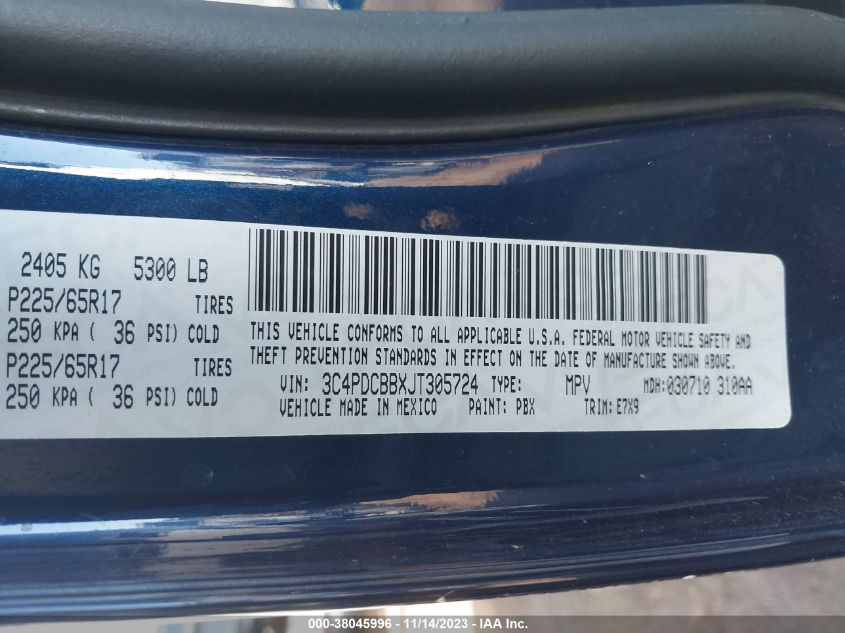 2405 KG 5300 LB
P225/65R17 TIRES
250 KPA ( 36 PSI) COLD
P225/65R17 TIRES
250 KPA ( 36 PSI) COLD
THIS VEHICLE CONFORMS TO ALL APPLICABLE U.S.A. FEDERAL MOTOR VEHICLE SAFETY AND
THEFT PREVENTION STANDARDS IN EFFECT ON THE DATE OF MANUFACTURE SHOWN ABOVE.
VIN: 3C4PDCBBXJT305724 TYPE: MPV MDH:030710 310AA
VEHICLE MADE IN MEXICO PAINT: PBX TRIM: E7X9
000-38045996 - 11/14/2023 - IAA Inc.